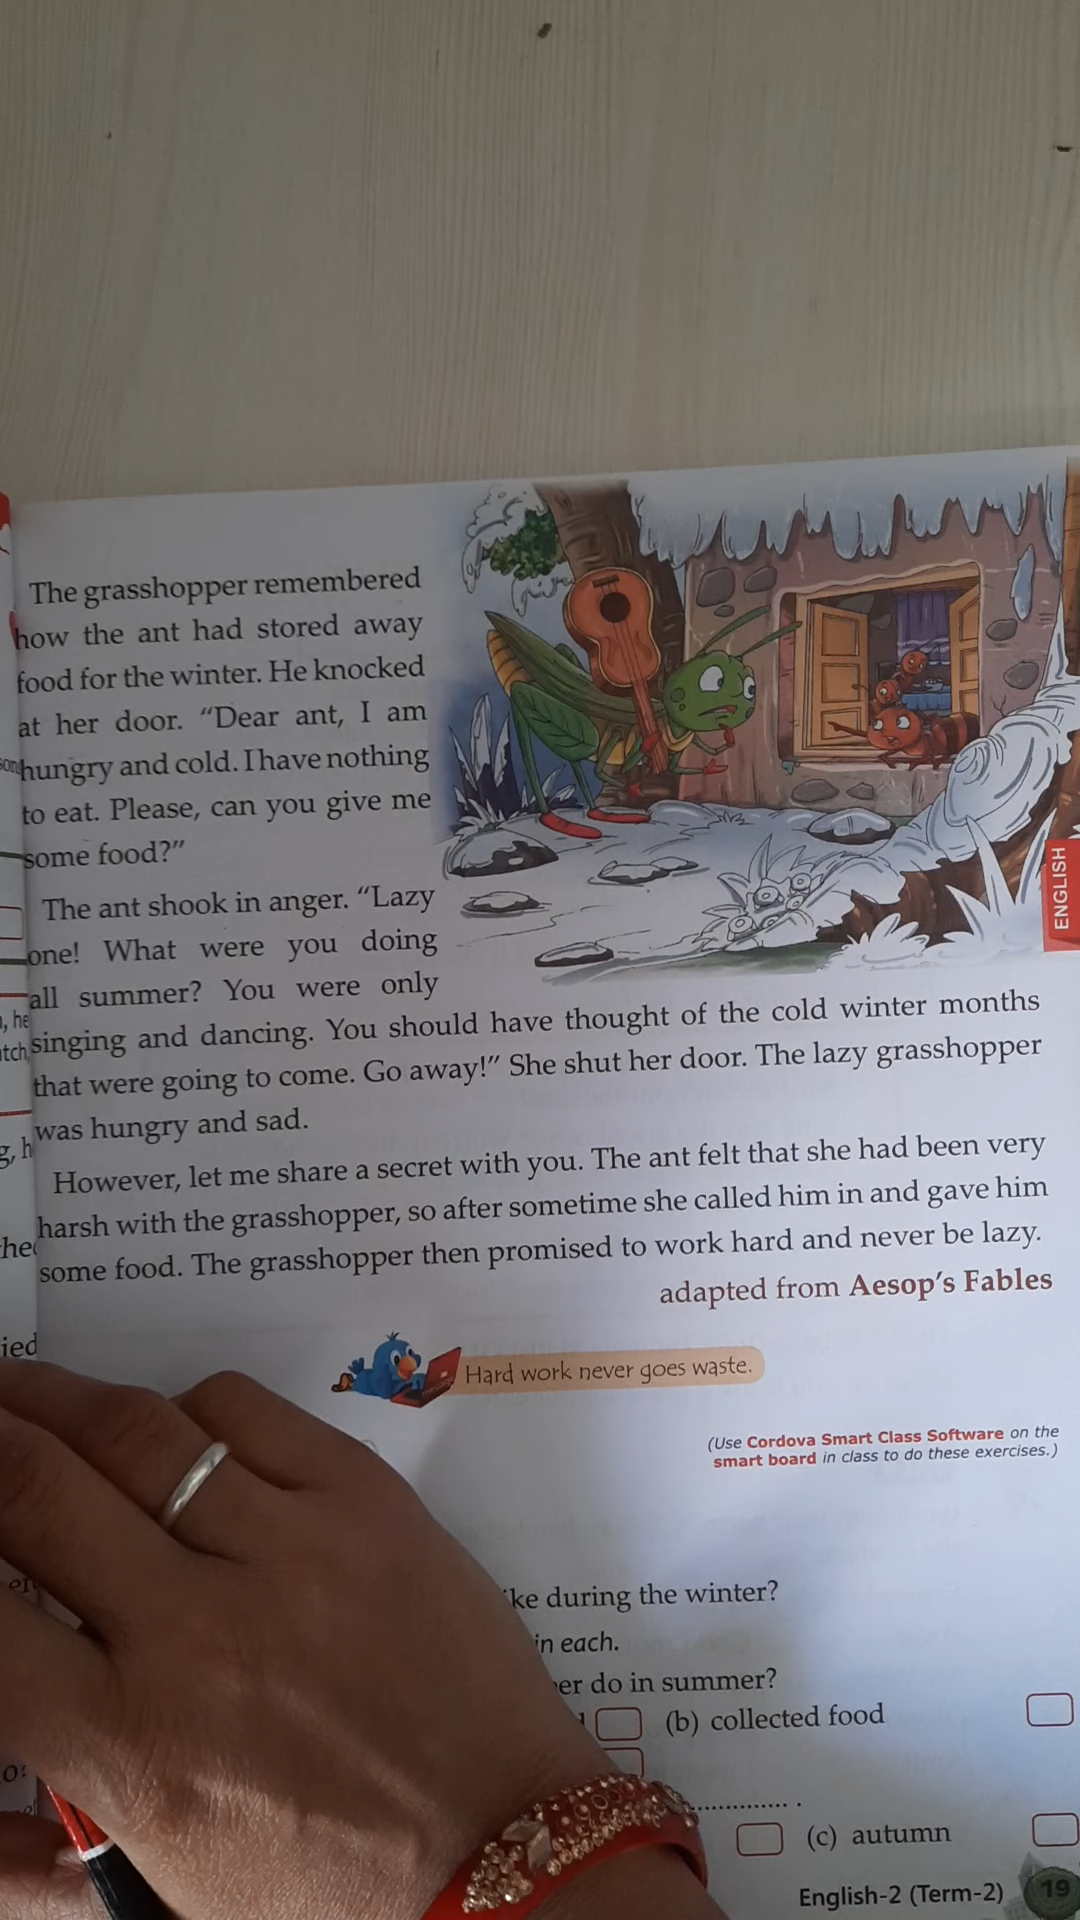 The grasshopper remembered
how the ant had stored away
food for the winter. He knocked
at her door. “Dear ant, I am
hungry and cold. I have nothing
to eat. Please, can you give me
some food?”
The ant shook in anger. “Lazy
one! What were you doing
all summer? You were only
singing and dancing. You should have thought of the cold winter months
that were going to come. Go away!” She shut her door. The lazy grasshopper
was hungry and sad.
However, let me share a secret with you. The ant felt that she had been very
harsh with the grasshopper, so after sometime she called him in and gave him
some food. The grasshopper then promised to work hard and never be lazy.
adapted from Aesop’s Fables
Hard work never goes waste.
(Use Cordova Smart Class Software on the
smart board in class to do these exercises.)
during the winter?
in each.
do in summer?
(b) collected food
(c) autumn
English-2 (Term-2) 19
ENGLISH